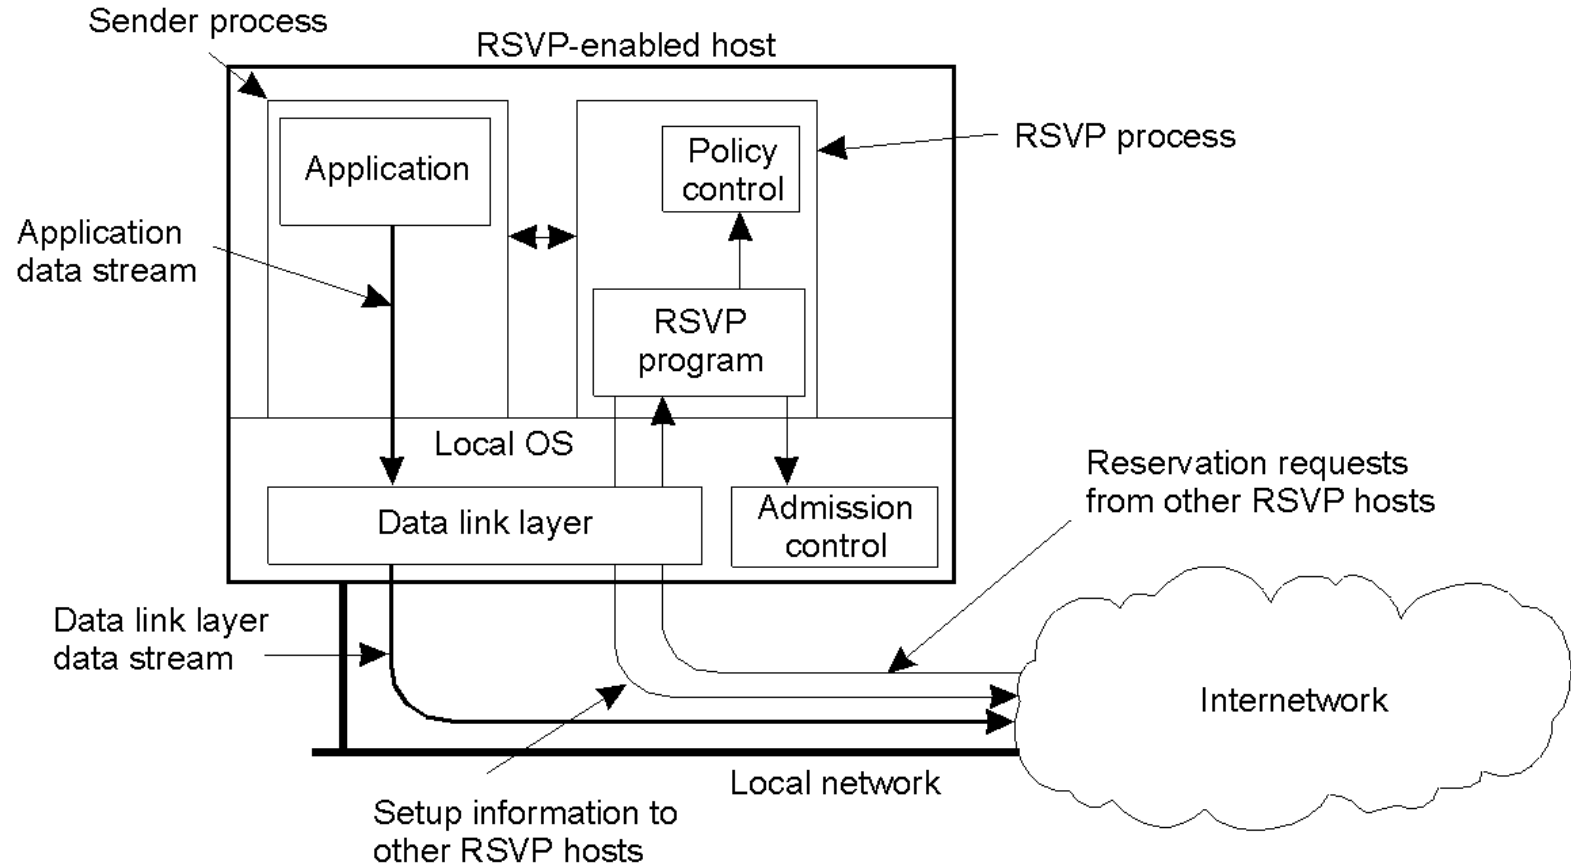 Sender process
RSVP-enabled host
Application
Policy
control
RSVP process
Application
data stream
RSVP
program
Local OS
Data link layer
Admission
control
Reservation requests
from other RSVP hosts
Data link layer
data stream
Internetwork
Local network
Setup information to
other RSVP hosts